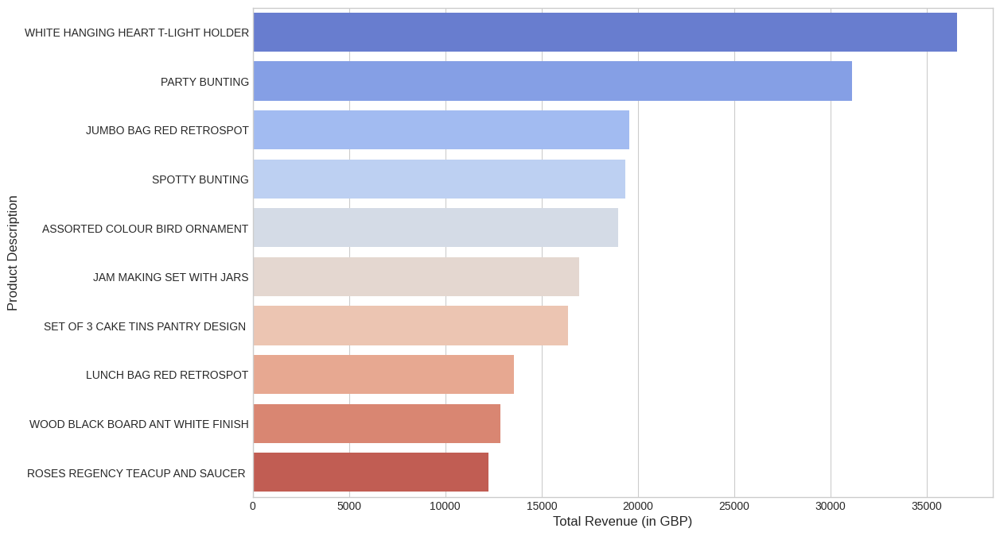 WHITE HANGING HEART T-LIGHT HOLDER
PARTY BUNTING
JUMBO BAG RED RETROSPOT
SPOTTY BUNTING
ASSORTED COLOUR BIRD ORNAMENT
JAM MAKING SET WITH JARS
SET OF 3 CAKE TINS PANTRY DESIGN
LUNCH BAG RED RETROSPOT
WOOD BLACK BOARD ANT WHITE FINISH
ROSES REGENCY TEACUP AND SAUCER
Product Description
0 5000 10000 15000 20000 25000 30000 35000
Total Revenue (in GBP)